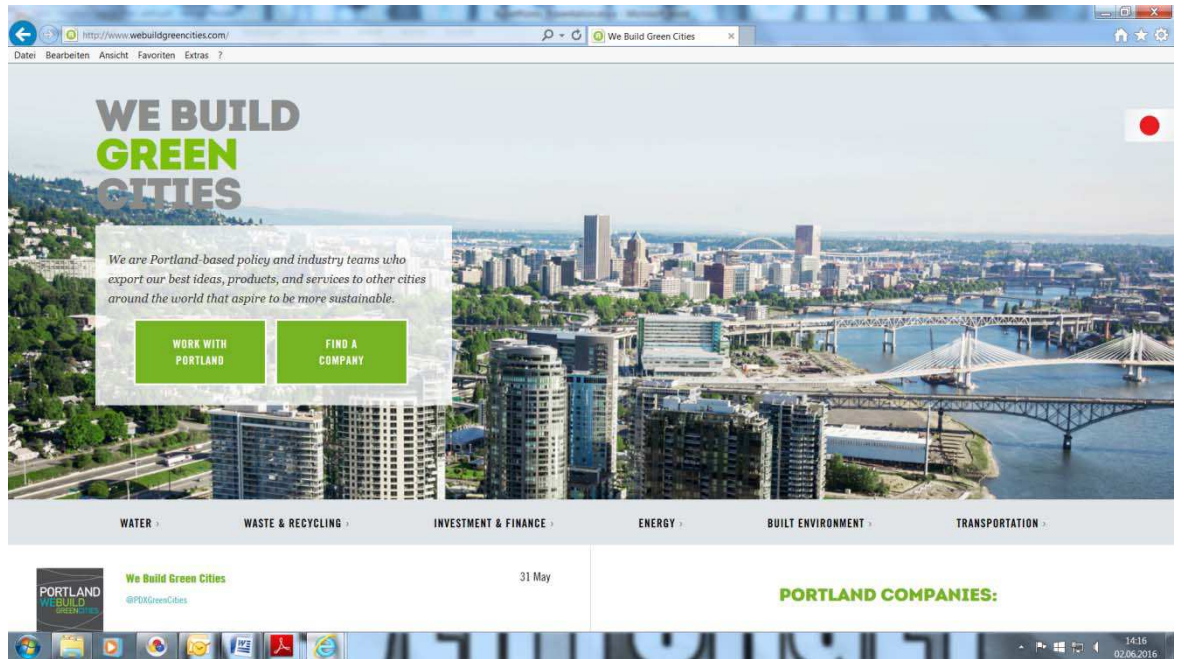 http://www.webuildgreencities.com/
We Build Green Cities
Datei Bearbeiten Ansicht Favoriten Extras ?
WE BUILD
GREEN
CITIES
We are Portland-based policy and industry teams who
export our best ideas, products, and services to other cities
around the world that aspire to be more sustainable.
WORK WITH
PORTLAND
FIND A
COMPANY
WATER › WASTE & RECYCLING › INVESTMENT & FINANCE › ENERGY › BUILT ENVIRONMENT › TRANSPORTATION ›
PORTLAND
WE BUILD
GREEN CITIES
We Build Green Cities
31 May
@PDXGreenCities
PORTLAND COMPANIES:
14:16
02.06.2016